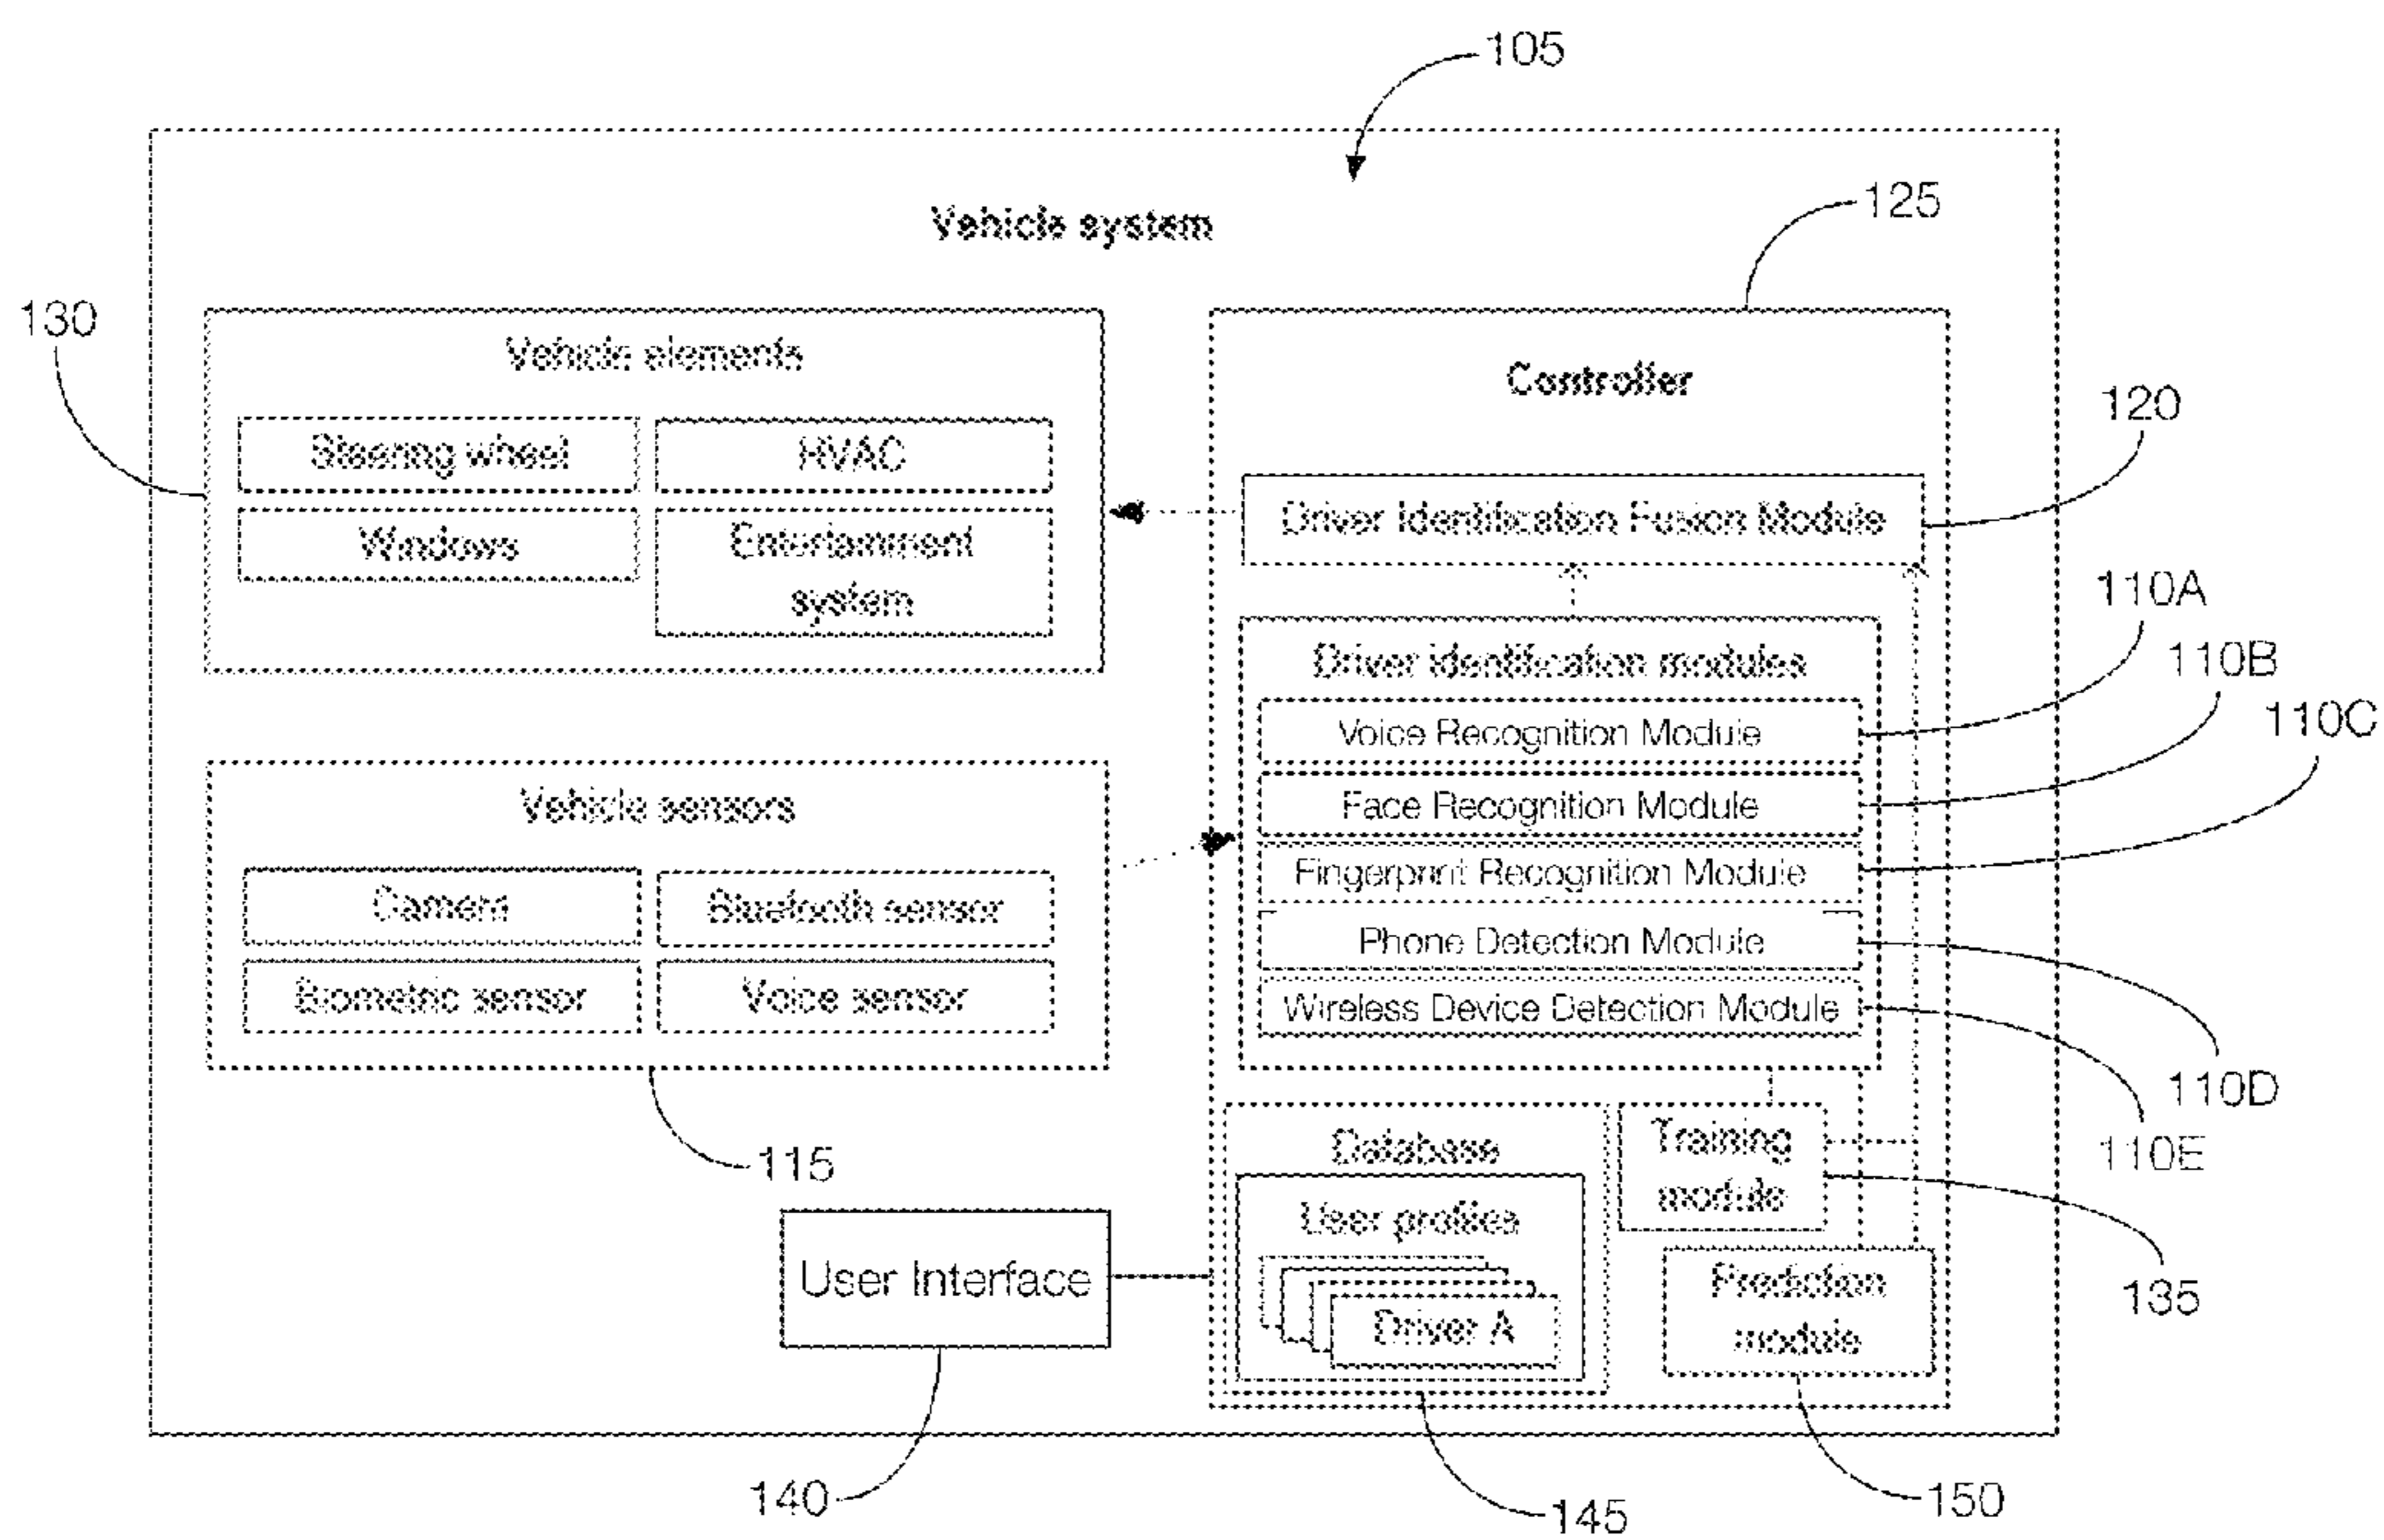 105
Vehicle system
125
130
Vehicle elements
Steering wheel
HVAC
Windows
Entertainment
system
Controller
120
Driver Identification Fusion Module
110A
110B
110C
Driver identification modules
Voice Recognition Module
Face Recognition Module
Fingerprint Recognition Module
Phone Detection Module
Wireless Device Detection Module
Vehicle sensors
Camera
Bluetooth sensor
Biometric sensor
Voice sensor
115
110D
110E
Database
User profiles
Driver A
Training
module
135
Prediction
module
User Interface
140
145
150